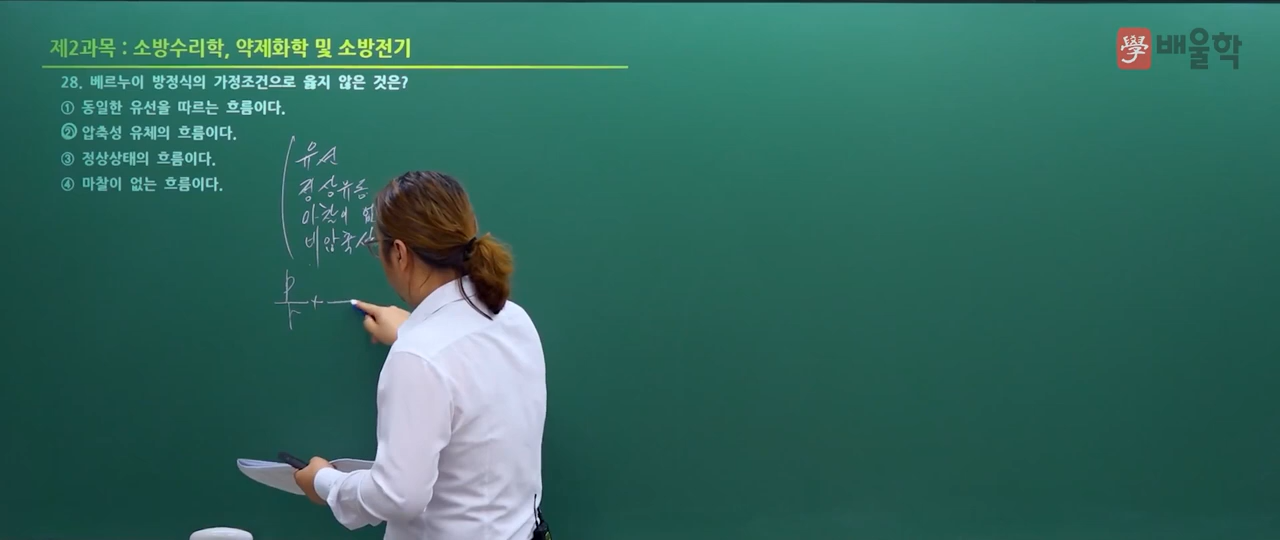 제2과목 : 소방수리학, 약제화학 및 소방전기
學 배울학
28. 베르누이 방정식의 가정조건으로 옳지 않은 것은?
① 동일한 유선을 따르는 흐름이다.
② 압축성 유체의 흐름이다.
③ 정상상태의 흐름이다.
④ 마찰이 없는 흐름이다.
유선
정상유동
마찰이
비압축성
P
r
+